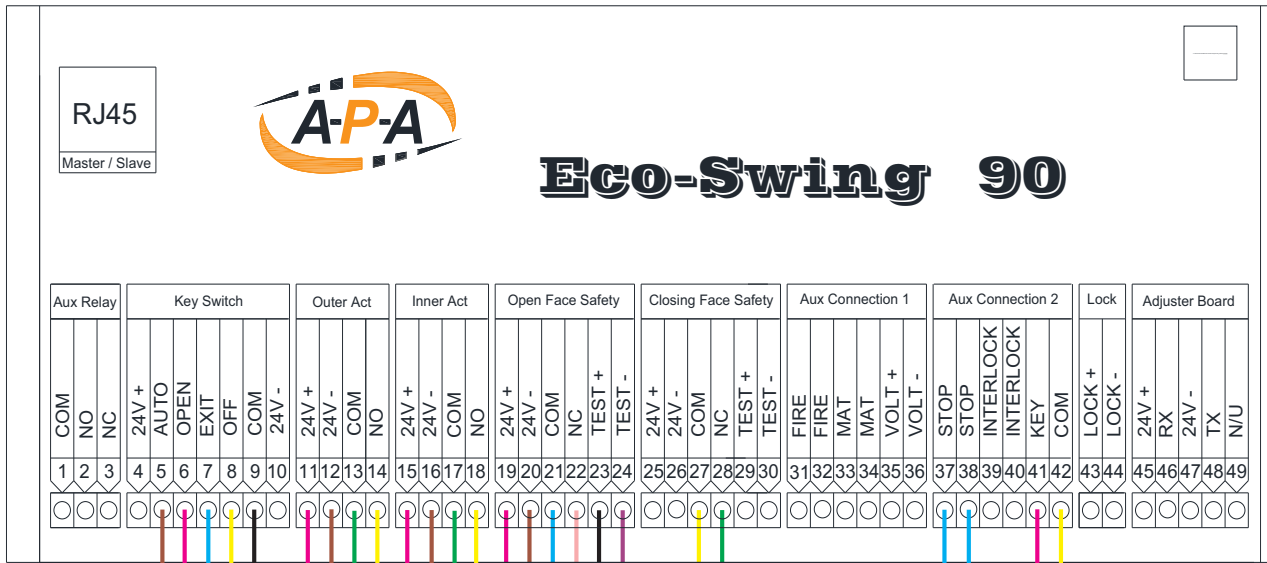 RJ45
Master / Slave
A-P-A
Eco-Swing 90
Aux Relay
Key Switch
Outer Act
Inner Act
Open Face Safety
Closing Face Safety
Aux Connection 1
Aux Connection 2
Lock
Adjuster Board
COM
NO
NC
24V +
AUTO
OPEN
EXIT
OFF
COM
24V -
24V +
24V -
COM
NO
24V +
24V -
COM
NO
24V +
24V -
COM
NC
TEST +
TEST -
24V +
24V -
COM
NC
TEST +
TEST -
FIRE
FIRE
MAT
MAT
VOLT +
VOLT -
STOP
STOP
INTERLOCK
INTERLOCK
KEY
COM
LOCK +
LOCK -
24V +
RX
24V -
TX
N/U
1 2 3 4 5 6 7 8 9 10 11 12 13 14 15 16 17 18 19 20 21 22 23 24 25 26 27 28 29 30 31 32 33 34 35 36 37 38 39 40 41 42 43 44 45 46 47 48 49